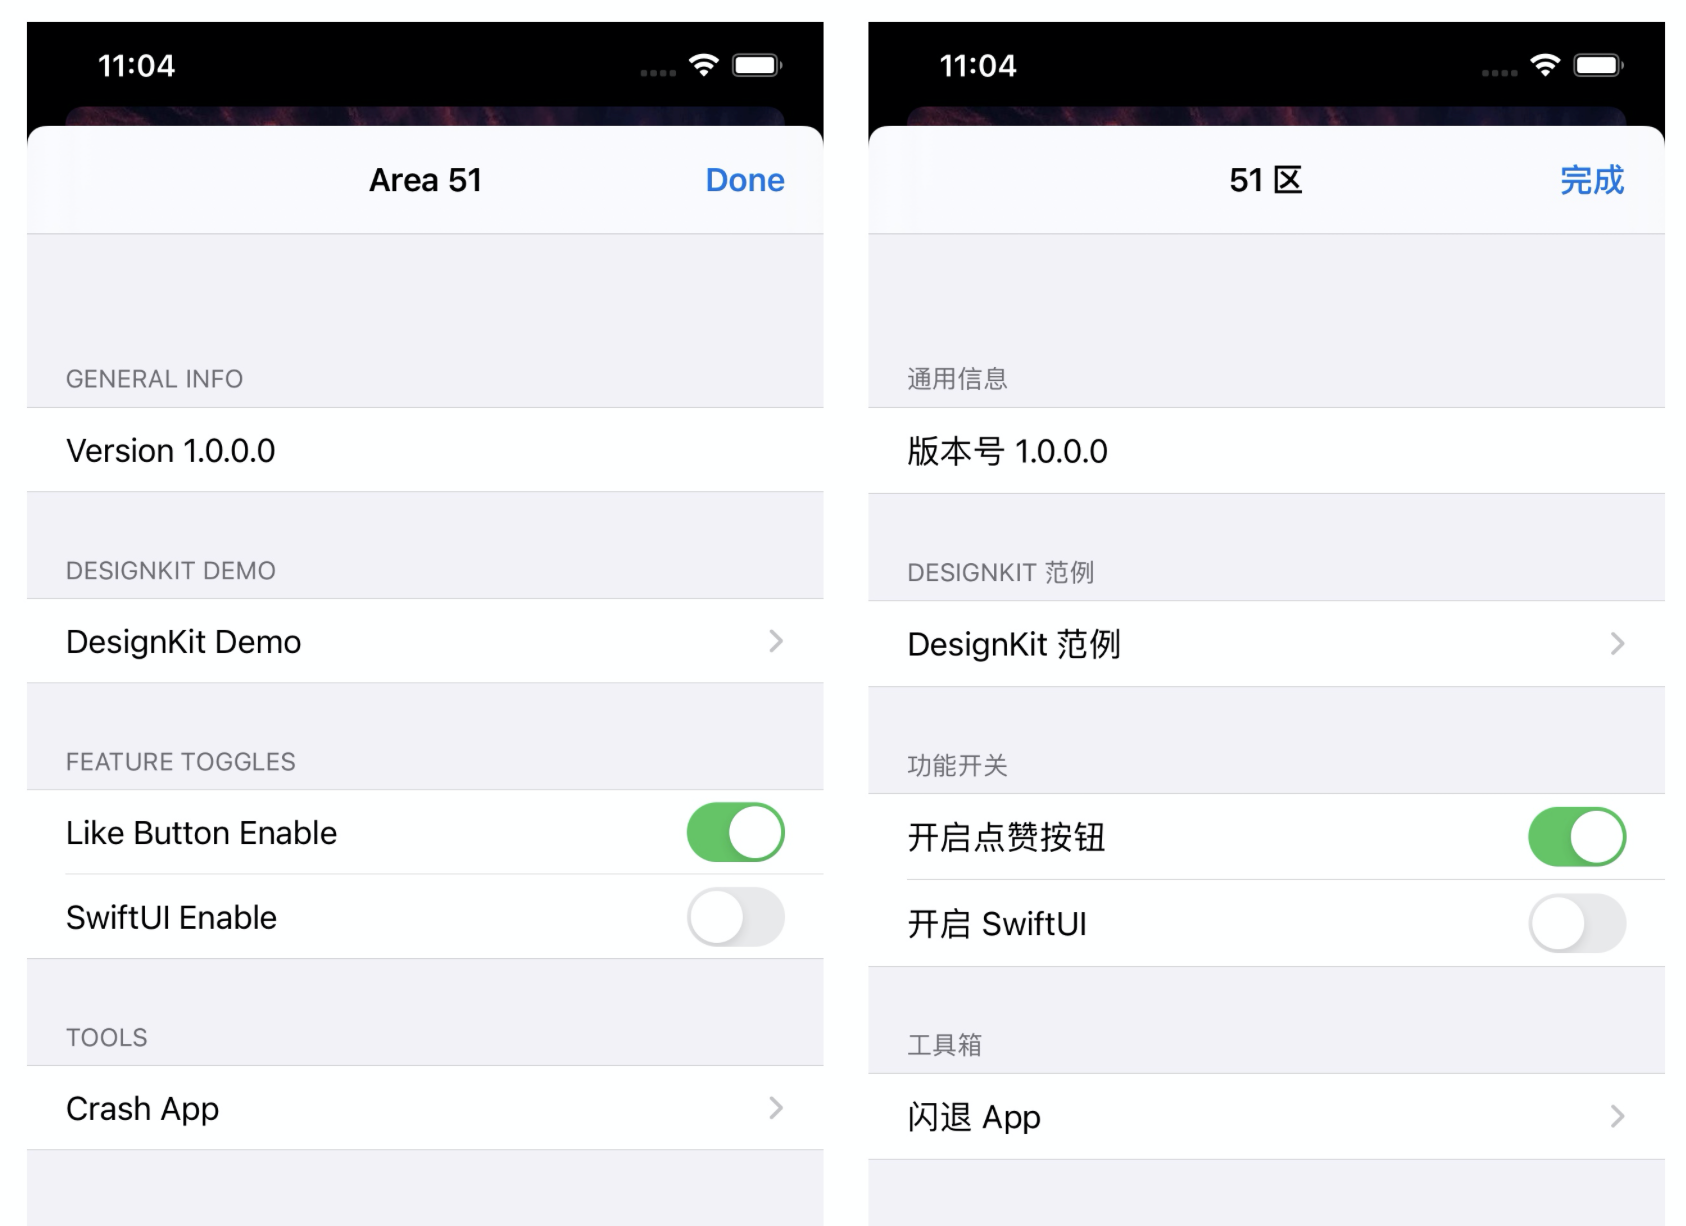 11:04
Area 51
Done
GENERAL INFO
Version 1.0.0.0
DESIGNKIT DEMO
DesignKit Demo
FEATURE TOGGLES
Like Button Enable
SwiftUI Enable
TOOLS
Crash App
11:04
51 区
完成
通用信息
版本号 1.0.0.0
DESIGNKIT 范例
DesignKit 范例
功能开关
开启点赞按钮
开启 SwiftUI
工具箱
闪退 App